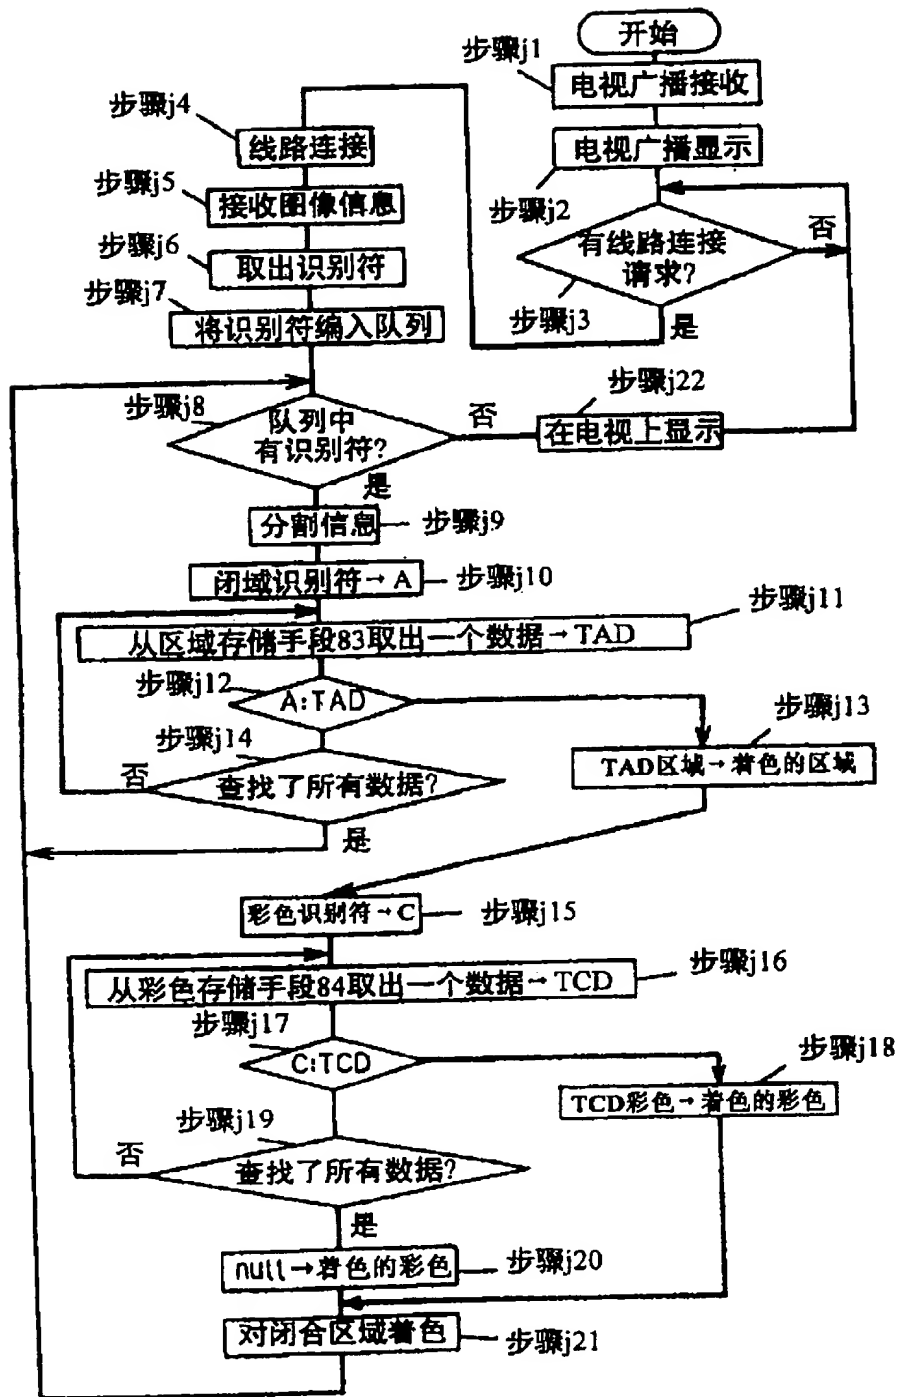 开始
步骤j1
电视广播接收
步骤j4
线路连接
电视广播显示
步骤j5
接收图像信息
步骤j2
有线路连接
请求?
否
步骤j6
取出识别符
步骤j7
将识别符编入队列
步骤j3
是
步骤j22
步骤j8
队列中
有识别符?
否
在电视上显示
是
分割信息
步骤j9
闭域识别符→A
步骤j10
步骤j11
从区域存储手段83取出一个数据→TAD
步骤j12
A:TAD
步骤j13
步骤j14
TAD区域→着色的区域
否
查找了所有数据?
是
彩色识别符→C
步骤j15
步骤j16
从彩色存储手段84取出一个数据→TCD
步骤j17
C:TCD
步骤j18
TCD彩色→着色的彩色
步骤j19
否
查找了所有数据?
是
null→着色的彩色
步骤j20
对闭合区域着色
步骤j21